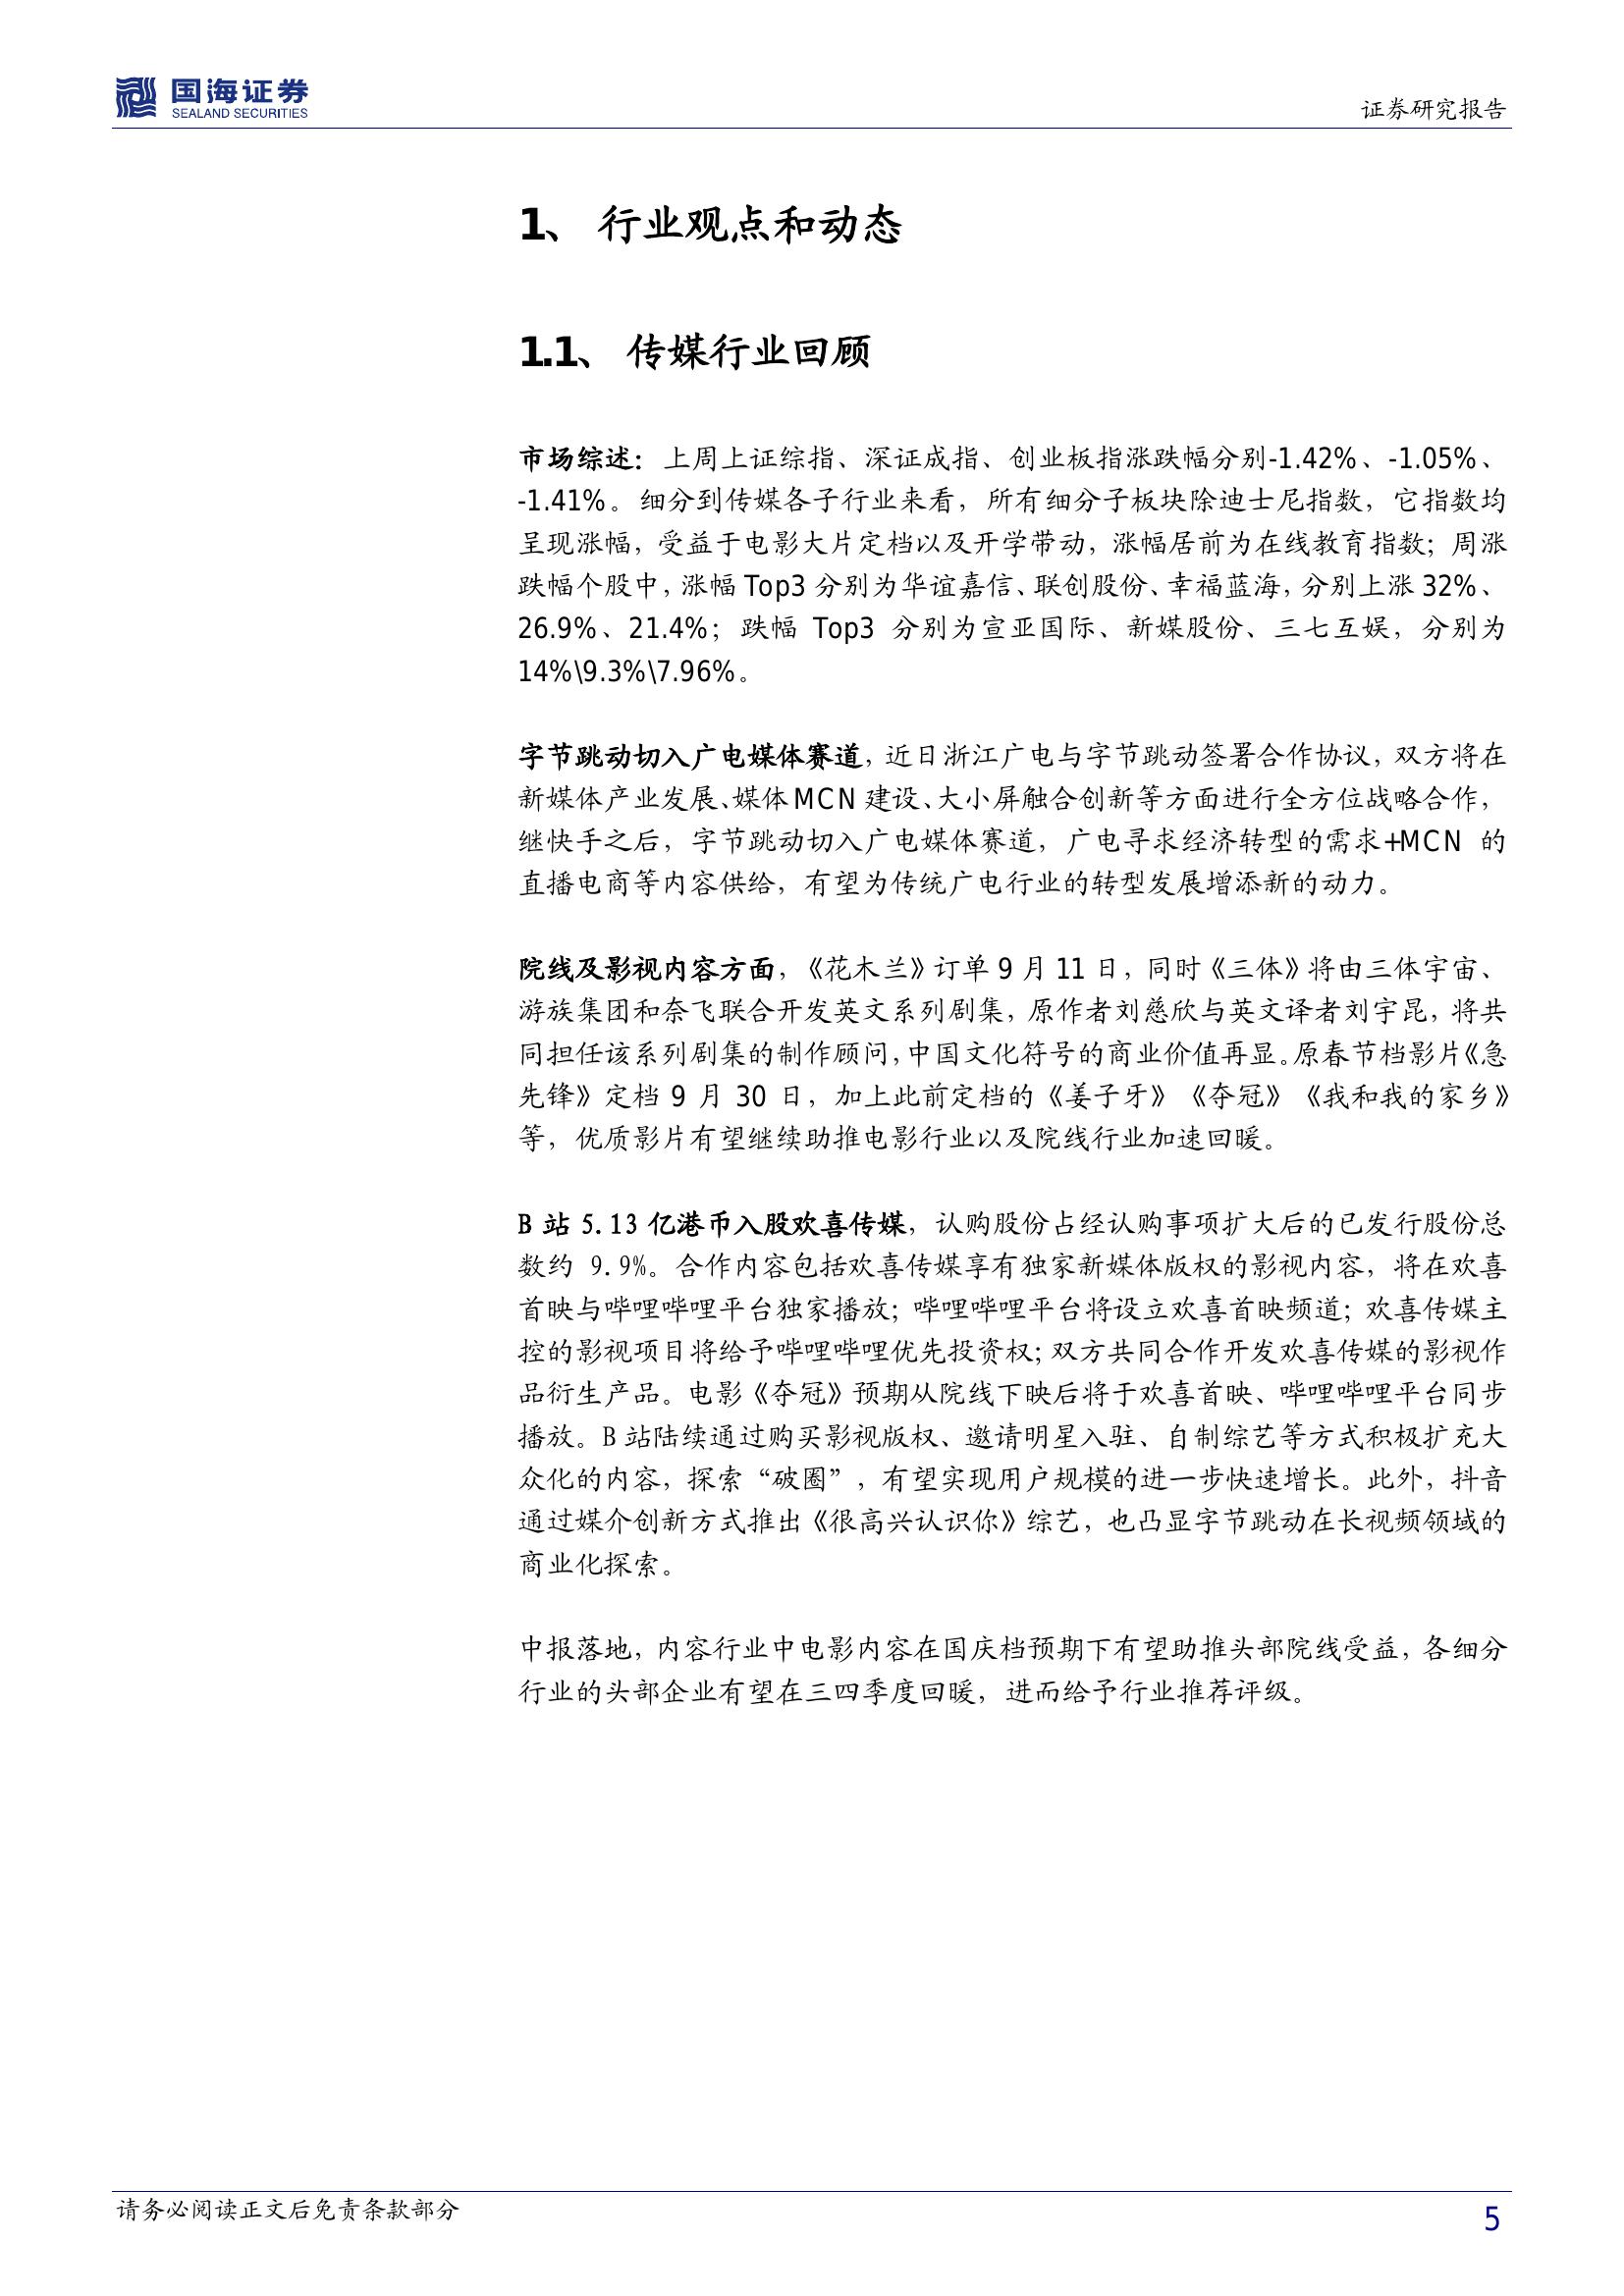 国海证券
SEALAND SECURITIES
证券研究报告
1、 行业观点和动态
1.1、 传媒行业回顾
市场综述：上周上证综指、深证成指、创业板指涨跌幅分别-1.42%、-1.05%、
-1.41%。细分到传媒各子行业来看，所有细分子板块除迪士尼指数，它指数均
呈现涨幅，受益于电影大片定档以及开学带动，涨幅居前为在线教育指数；周涨
跌幅个股中，涨幅 Top3 分别为华谊嘉信、联创股份、幸福蓝海，分别上涨 32%、
26.9%、21.4%；跌幅 Top3 分别为宣亚国际、新媒股份、三七互娱，分别为
14%\9.3%\7.96%。
字节跳动切入广电媒体赛道，近日浙江广电与字节跳动签署合作协议，双方将在
新媒体产业发展、媒体 MCN 建设、大小屏触合创新等方面进行全方位战略合作，
继快手之后，字节跳动切入广电媒体赛道，广电寻求经济转型的需求+MCN 的
直播电商等内容供给，有望为传统广电行业的转型发展增添新的动力。
院线及影视内容方面，《花木兰》订单 9 月 11 日，同时《三体》将由三体宇宙、
游族集团和奈飞联合开发英文系列剧集，原作者刘慈欣与英文译者刘宇昆，将共
同担任该系列剧集的制作顾问，中国文化符号的商业价值再显。原春节档影片《急
先锋》定档 9 月 30 日，加上此前定档的《姜子牙》《夺冠》《我和我的家乡》
等，优质影片有望继续助推电影行业以及院线行业加速回暖。
B 站 5.13 亿港币入股欢喜传媒，认购股份占经认购事项扩大后的已发行股份总
数约 9.9%。合作内容包括欢喜传媒享有独家新媒体版权的影视内容，将在欢喜
首映与哔哩哔哩平台独家播放；哔哩哔哩平台将设立欢喜首映频道；欢喜传媒主
控的影视项目将给予哔哩哔哩优先投资权；双方共同合作开发欢喜传媒的影视作
品衍生产品。电影《夺冠》预期从院线下映后将于欢喜首映、哔哩哔哩平台同步
播放。B 站陆续通过购买影视版权、邀请明星入驻、自制综艺等方式积极扩充大
众化的内容，探索“破圈”，有望实现用户规模的进一步快速增长。此外，抖音
通过媒介创新方式推出《很高兴认识你》综艺，也凸显字节跳动在长视频领域的
商业化探索。
中报落地，内容行业中电影内容在国庆档预期下有望助推头部院线受益，各细分
行业的头部企业有望在三四季度回暖，进而给予行业推荐评级。
请务必阅读正文后免责条款部分
5